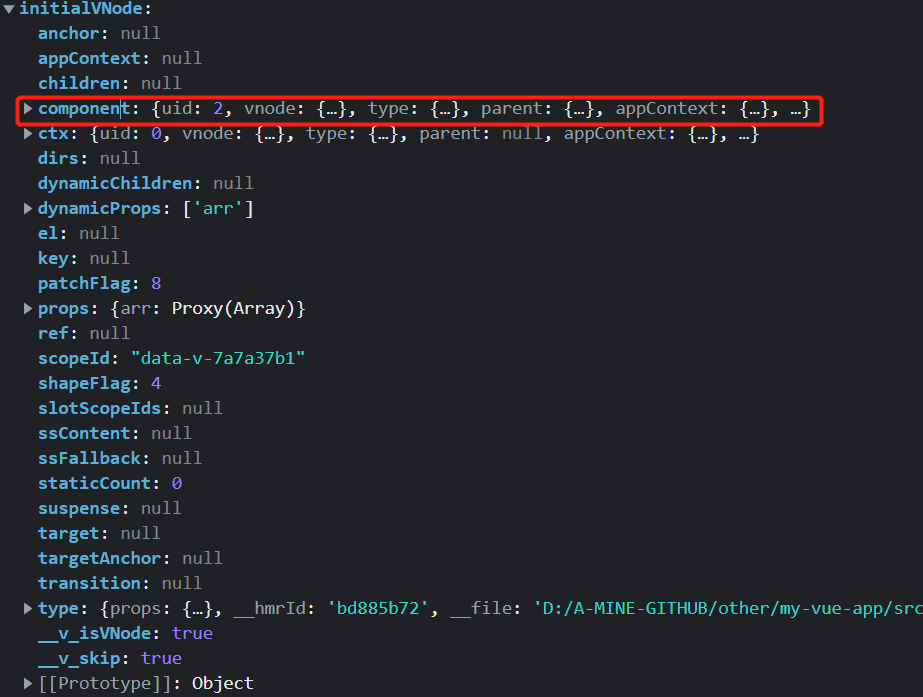 ▼initialVNode:
anchor: null
appContext: null
children: null
▶component: {uid: 2, vnode: {…}, type: {…}, parent: {…}, appContext: {…}, …}
▶ctx: {uid: 0, vnode: {…}, type: {…}, parent: null, appContext: {…}, …}
dirs: null
dynamicChildren: null
▶dynamicProps: ['arr']
el: null
key: null
patchFlag: 8
▶props: {arr: Proxy(Array)}
ref: null
scopeId: "data-v-7a7a37b1"
shapeFlag: 4
slotScopeIds: null
ssContent: null
ssFallback: null
staticCount: 0
suspense: null
target: null
targetAnchor: null
transition: null
▶type: {props: {…}, __hmrId: 'bd885b72', __file: 'D:/A-MINE-GITHUB/other/my-vue-app/src
__v_isVNode: true
__v_skip: true
▶[[Prototype]]: Object